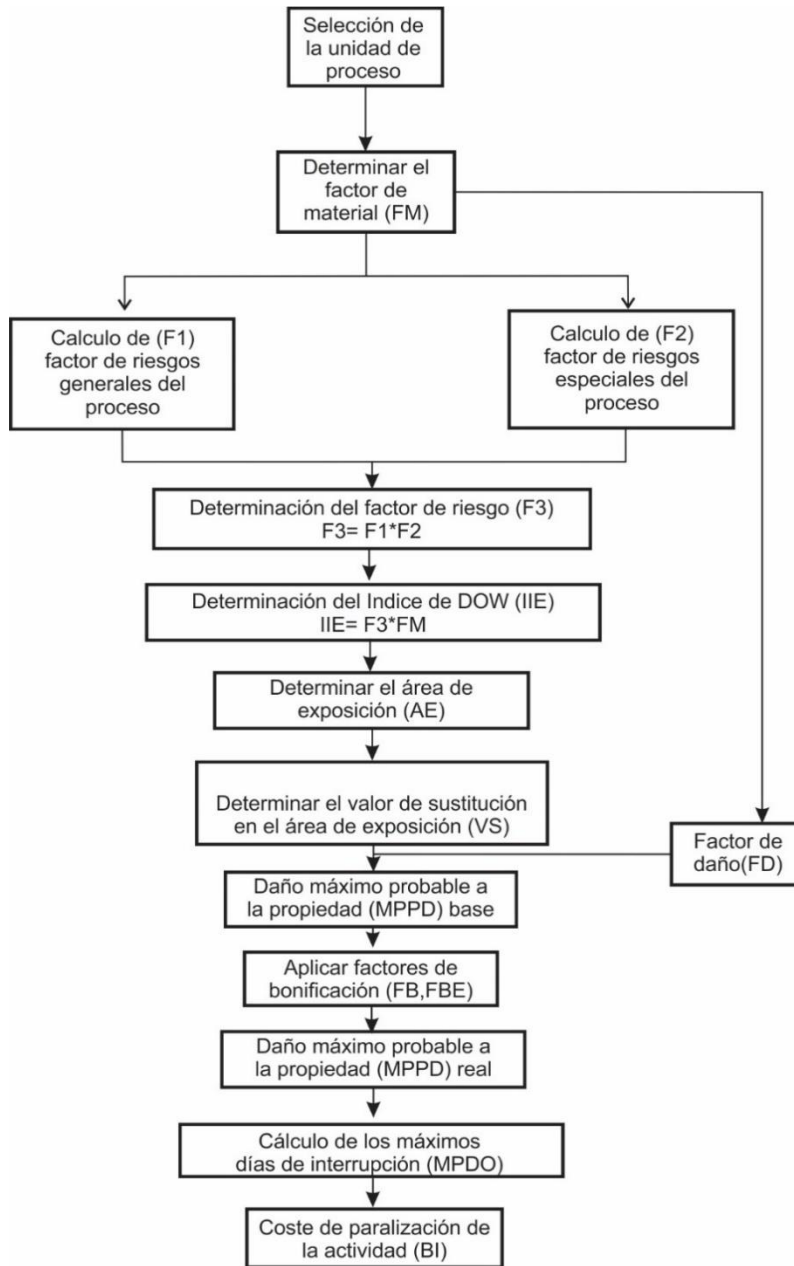 Selección de
la unidad de
proceso
Determinar el
factor de
material (FM)
Calculo de (F1)
factor de riesgos
generales del
proceso
Calculo de (F2)
factor de riesgos
especiales del
proceso
Determinación del factor de riesgo (F3)
F3= F1*F2
Determinación del Indice de DOW (IIE)
IIE= F3*FM
Determinar el área de
exposición (AE)
Determinar el valor de sustitución
en el área de exposición (VS)
Factor de
daño(FD)
Daño máximo probable a
la propiedad (MPPD) base
Aplicar factores de
bonificación (FB,FBE)
Daño máximo probable a
la propiedad (MPPD) real
Cálculo de los máximos
días de interrupción (MPDO)
Coste de paralización de
la actividad (BI)